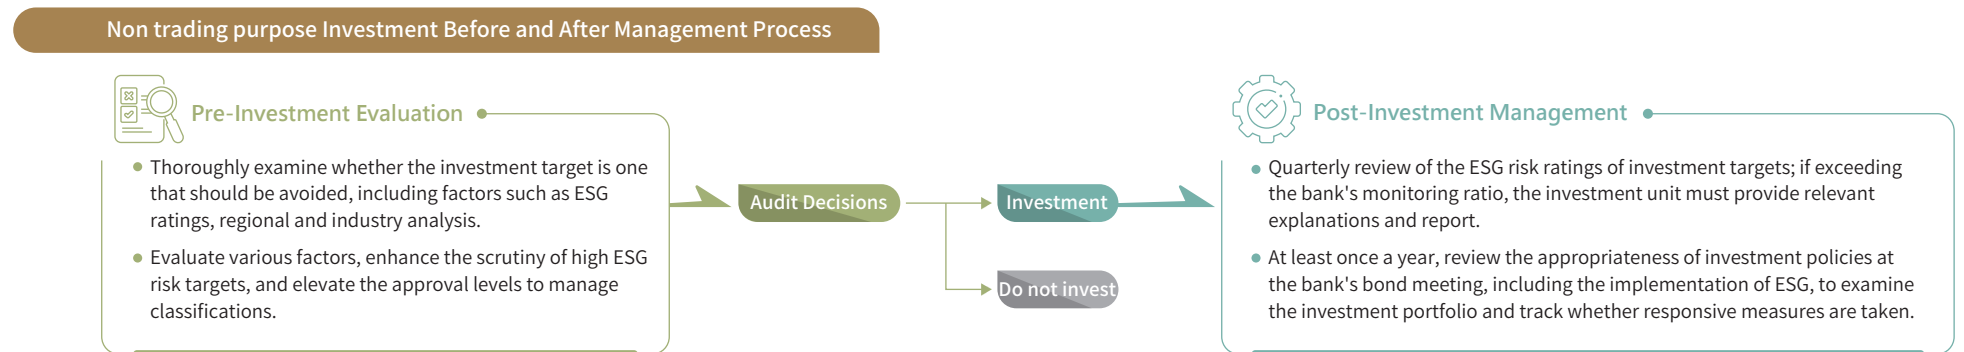 Non trading purpose Investment Before and After Management Process
Pre-Investment Evaluation
• Thoroughly examine whether the investment target is one
that should be avoided, including factors such as ESG
ratings, regional and industry analysis.
• Evaluate various factors, enhance the scrutiny of high ESG
risk targets, and elevate the approval levels to manage
classifications.
Audit Decisions
Investment
Do not invest
Post-Investment Management
• Quarterly review of the ESG risk ratings of investment targets; if exceeding
the bank's monitoring ratio, the investment unit must provide relevant
explanations and report.
• At least once a year, review the appropriateness of investment policies at
the bank's bond meeting, including the implementation of ESG, to examine
the investment portfolio and track whether responsive measures are taken.